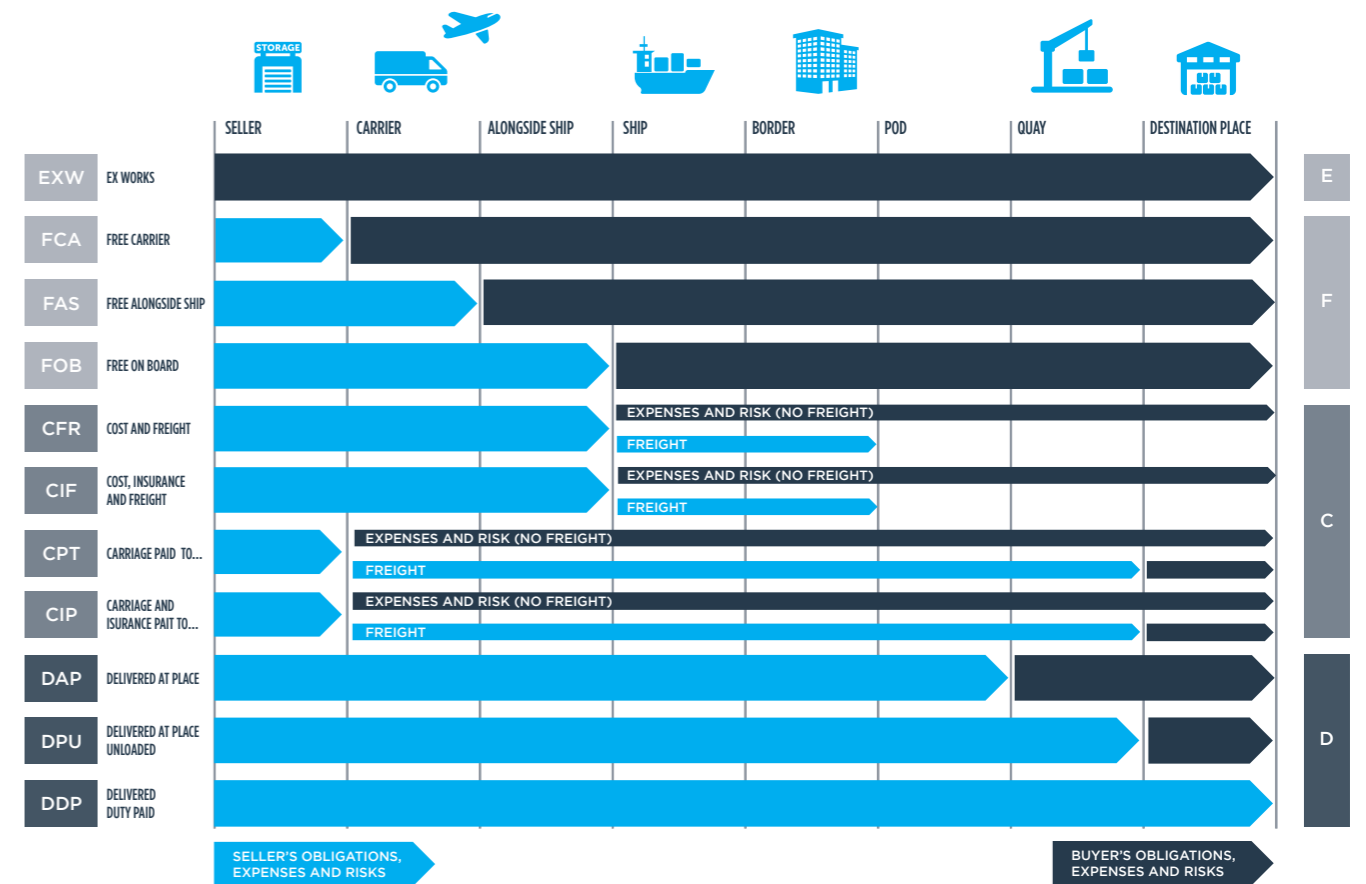 STORAGE
SELLER
CARRIER
ALONGSIDE SHIP
SHIP
BORDER
POD
QUAY
DESTINATION PLACE
EXW
EX WORKS
E
FCA
FREE CARRIER
FAS
FREE ALONGSIDE SHIP
F
FOB
FREE ON BOARD
CFR
COST AND FREIGHT
EXPENSES AND RISK (NO FREIGHT)
FREIGHT
CIF
COST, INSURANCE
AND FREIGHT
EXPENSES AND RISK (NO FREIGHT)
FREIGHT
C
CPT
CARRIAGE PAID TO...
EXPENSES AND RISK (NO FREIGHT)
FREIGHT
CIP
CARRIAGE AND
ISURANCE PAIT TO...
EXPENSES AND RISK (NO FREIGHT)
FREIGHT
DAP
DELIVERED AT PLACE
DPU
DELIVERED AT PLACE
UNLOADED
D
DDP
DELIVERED
DUTY PAID
SELLER'S OBLIGATIONS,
EXPENSES AND RISKS
BUYER'S OBLIGATIONS,
EXPENSES AND RISKS